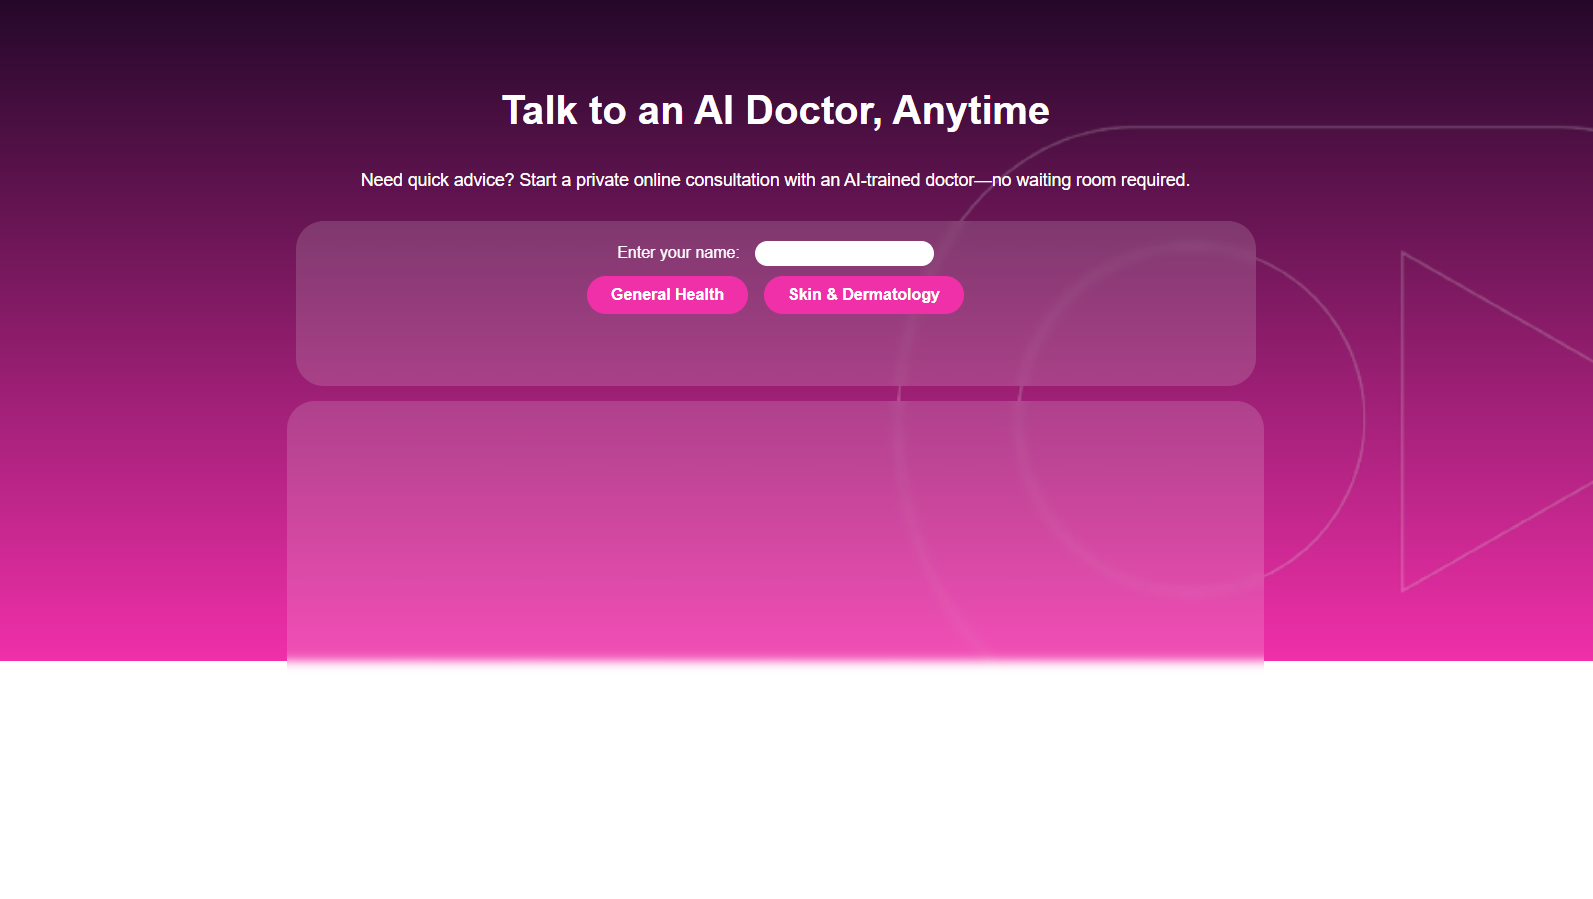 Talk to an AI Doctor, Anytime
Need quick advice? Start a private online consultation with an AI-trained doctor—no waiting room required.
Enter your name:
General Health Skin & Dermatology